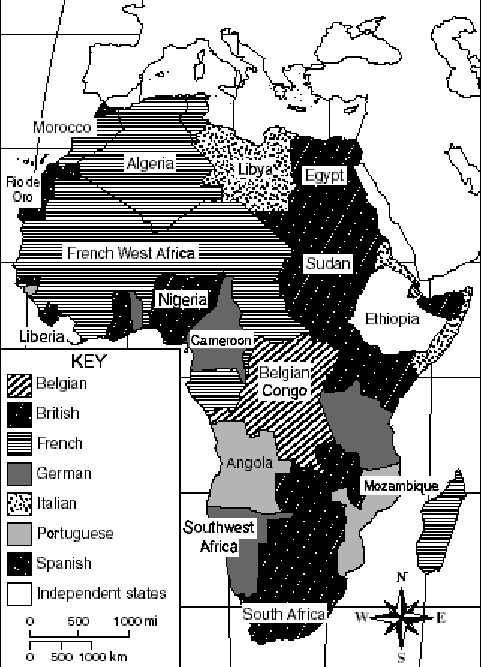 Morocco
Algeria
Libya
Egypt
Rio de
Oro
French West Africa
Sudan
Nigeria
Ethiopia
Liberia
Cameroon
Belgian
Congo
Angola
Mozambique
Southwest
Africa
South Africa
KEY
Belgian
British
French
German
Italian
Portuguese
Spanish
Independent states
0 500 1000 mi
0 500 1000 km
N
W E
S